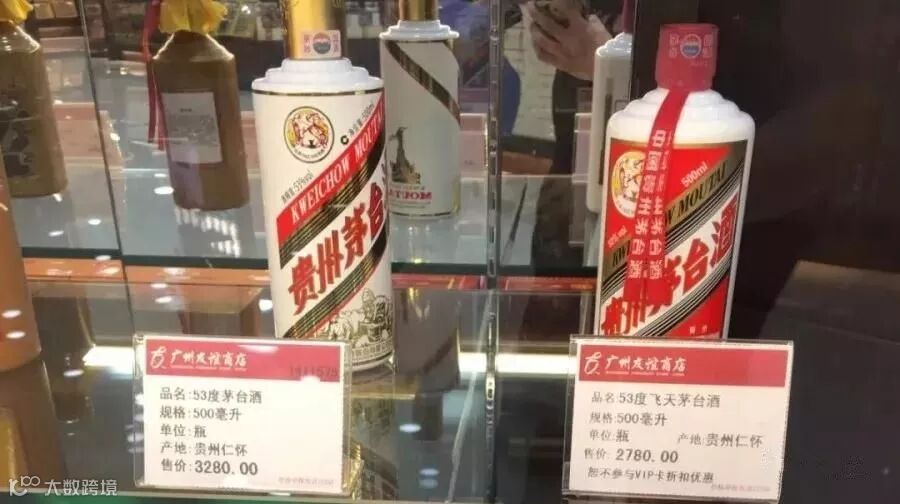 500ml
53%vol
KWEICHOW MOUTAI
贵州茅台酒
MOUTAI
500ml
KWEICHOW MOUTAI
贵州茅台酒
广州友谊商店
品名:53度茅台酒
规格:500毫升
单位:瓶
产地:贵州仁怀
售价:3280.00
广州友谊商店
品名:53度飞天茅台酒
规格:500毫升
单位:瓶 产地:贵州仁怀
售价:2780.00
恕不参与VIP卡折扣优惠
大数跨境